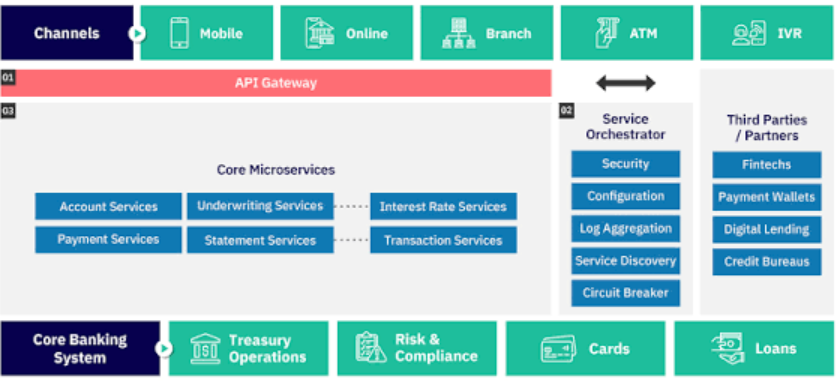 Channels
Mobile
Online
Branch
ATM
IVR
01
API Gateway
03
Core Microservices
Account Services
Underwriting Services
Interest Rate Services
Payment Services
Statement Services
Transaction Services
02
Service
Orchestrator
Security
Configuration
Log Aggregation
Service Discovery
Circuit Breaker
Third Parties
/ Partners
Fintechs
Payment Wallets
Digital Lending
Credit Bureaus
Core Banking
System
Treasury
Operations
Risk &
Compliance
Cards
Loans